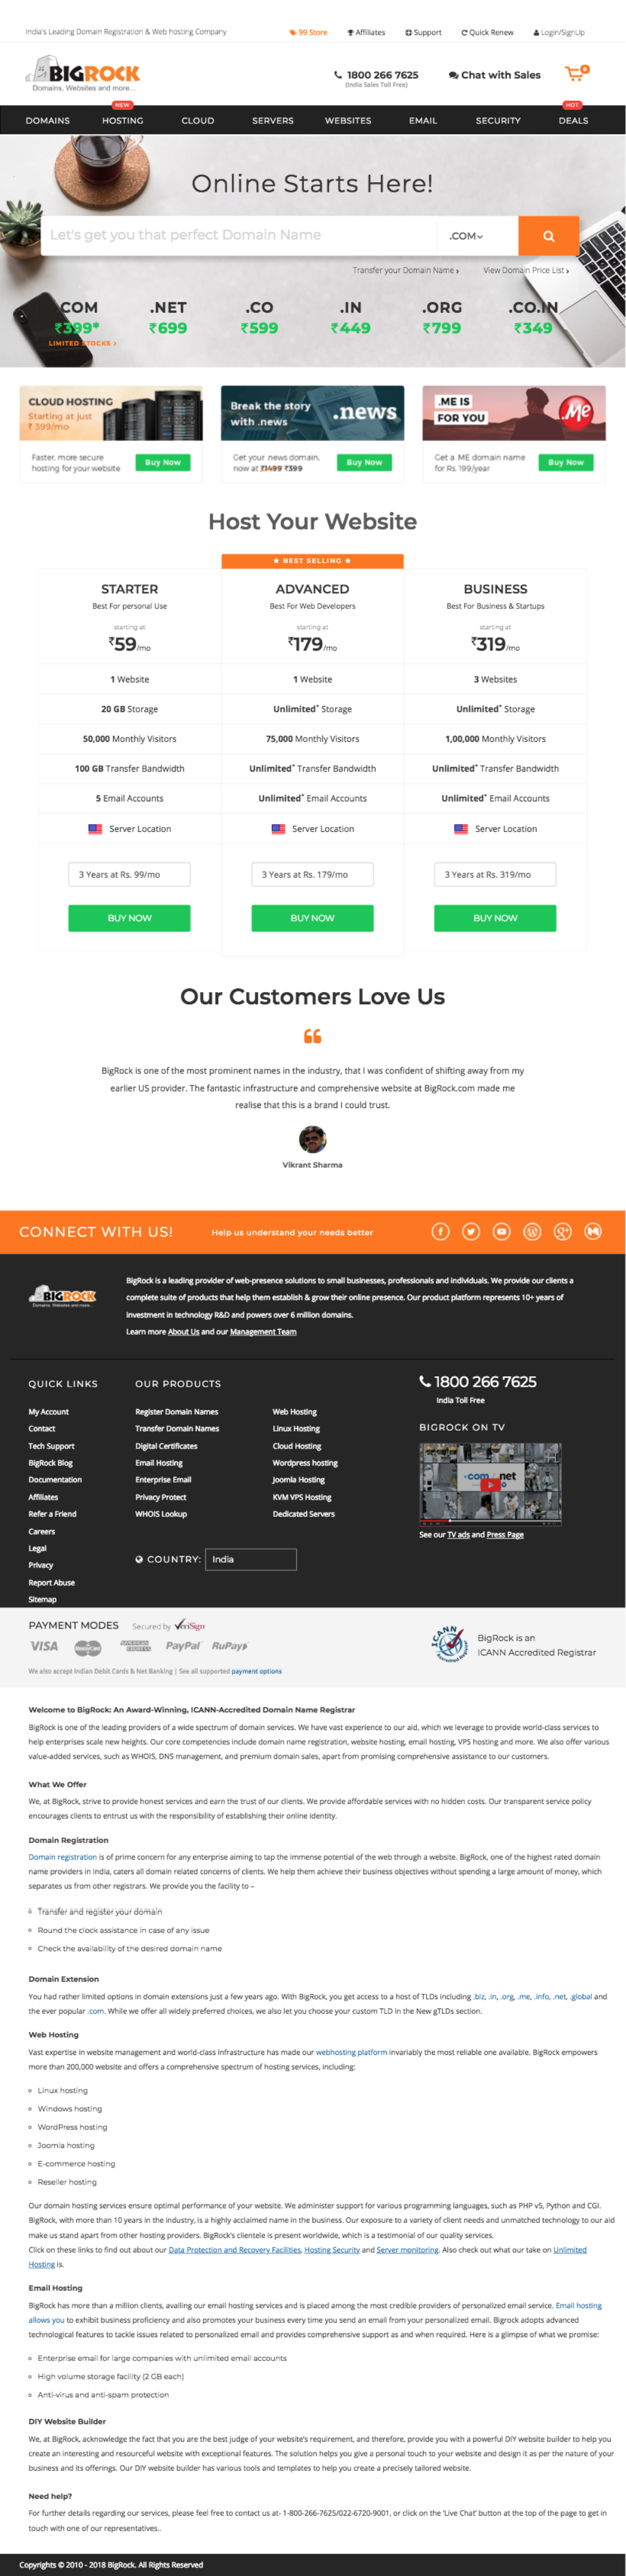 India's Leading Domain Registration & Web hosting Company
99 Store Affiliates Support Quick Renew Login/SignUp
BIGROCK
Domains, Websites and more...
1800 266 7625 Chat with Sales 0
(India Sales Toll Free)
NEW HOT
DOMAINS HOSTING CLOUD SERVERS WEBSITES EMAIL SECURITY DEALS
Online Starts Here!
Let's get you that perfect Domain Name .COM
Transfer your Domain Name › View Domain Price List ›
.COM .NET .CO .IN .ORG .CO.IN
₹399* ₹699 ₹599 ₹449 ₹799 ₹349
LIMITED STOCKS ›
CLOUD HOSTING
Starting at just
₹ 399/mo
Break the story
with .news
.news
.ME IS
FOR YOU
.Me
Faster, more secure
hosting for your website
Buy Now
Get your .news domain,
now at ₹1499 ₹399
Buy Now
Get a .ME domain name
for Rs. 199/year
Buy Now
Host Your Website
★ BEST SELLING ★
STARTER ADVANCED BUSINESS
Best For personal Use Best For Web Developers Best For Business & Startups
starting at starting at starting at
₹59/mo ₹179/mo ₹319/mo
1 Website 1 Website 3 Websites
20 GB Storage Unlimited* Storage Unlimited* Storage
50,000 Monthly Visitors 75,000 Monthly Visitors 1,00,000 Monthly Visitors
100 GB Transfer Bandwidth Unlimited* Transfer Bandwidth Unlimited* Transfer Bandwidth
5 Email Accounts Unlimited* Email Accounts Unlimited* Email Accounts
Server Location Server Location Server Location
3 Years at Rs. 99/mo 3 Years at Rs. 179/mo 3 Years at Rs. 319/mo
BUY NOW BUY NOW BUY NOW
Our Customers Love Us
BigRock is one of the most prominent names in the industry, that I was confident of shifting away from my
earlier US provider. The fantastic infrastructure and comprehensive website at BigRock.com made me
realise that this is a brand I could trust.
Vikrant Sharma
CONNECT WITH US! Help us understand your needs better
BIGROCK
Domains, Websites and more...
BigRock is a leading provider of web-presence solutions to small businesses, professionals and individuals. We provide our clients a
complete suite of products that help them establish & grow their online presence. Our product platform represents 10+ years of
investment in technology R&D and powers over 6 million domains.
Learn more About Us and our Management Team
QUICK LINKS
My Account
Contact
Tech Support
BigRock Blog
Documentation
Affiliates
Refer a Friend
Careers
Legal
Privacy
Report Abuse
Sitemap
OUR PRODUCTS
Register Domain Names
Transfer Domain Names
Digital Certificates
Email Hosting
Enterprise Email
Privacy Protect
WHOIS Lookup
Web Hosting
Linux Hosting
Cloud Hosting
Wordpress hosting
Joomla Hosting
KVM VPS Hosting
Dedicated Servers
COUNTRY: India
1800 266 7625
India Toll Free
BIGROCK ON TV
.com .net
See our TV ads and Press Page
PAYMENT MODES Secured by VeriSign
VISA AMERICAN EXPRESS PayPal RuPay
We also accept Indian Debit Cards & Net Banking | See all supported payment options
ICANN
Accredited Registrar
BigRock is an
ICANN Accredited Registrar
Welcome to BigRock: An Award-Winning, ICANN-Accredited Domain Name Registrar
BigRock is one of the leading providers of a wide spectrum of domain services. We have vast experience to our aid, which we leverage to provide world-class services to
help enterprises scale new heights. Our core competencies include domain name registration, website hosting, email hosting, VPS hosting and more. We also offer various
value-added services, such as WHOIS, DNS management, and premium domain sales, apart from promising comprehensive assistance to our customers.
What We Offer
We, at BigRock, strive to provide honest services and earn the trust of our clients. We provide affordable services with no hidden costs. Our transparent service policy
encourages clients to entrust us with the responsibility of establishing their online identity.
Domain Registration
Domain registration is of prime concern for any enterprise aiming to tap the immense potential of the web through a website. BigRock, one of the highest rated domain
name providers in India, caters all domain related concerns of clients. We help them achieve their business objectives without spending a large amount of money, which
separates us from other registrars. We provide you the facility to –
Transfer and register your domain
Round the clock assistance in case of any issue
Check the availability of the desired domain name
Domain Extension
You had rather limited options in domain extensions just a few years ago. With BigRock, you get access to a host of TLDs including .biz, .in, .org, .me, .info, .net, .global and
the ever popular .com. While we offer all widely preferred choices, we also let you choose your custom TLD in the New gTLDs section.
Web Hosting
Vast expertise in website management and world-class infrastructure has made our webhosting platform invariably the most reliable one available. BigRock empowers
more than 200,000 website and offers a comprehensive spectrum of hosting services, including:
Linux hosting
Windows hosting
WordPress hosting
Joomla hosting
E-commerce hosting
Reseller hosting
Our domain hosting services ensure optimal performance of your website. We administer support for various programming languages, such as PHP v5, Python and CGI.
BigRock, with more than 10 years in the industry, is a highly acclaimed name in the business. Our exposure to a variety of client needs and unmatched technology to our aid
make us stand apart from other hosting providers. BigRock's clientele is present worldwide, which is a testimonial of our quality services.
Click on these links to find out about our Data Protection and Recovery Facilities, Hosting Security and Server monitoring. Also check out what our take on Unlimited
Hosting is.
Email Hosting
BigRock has more than a million clients, availing our email hosting services and is placed among the most credible providers of personalized email service. Email hosting
allows you to exhibit business proficiency and also promotes your business every time you send an email from your personalized email. Bigrock adopts advanced
technological features to tackle issues related to personalized email and provides comprehensive support as and when required. Here is a glimpse of what we promise:
Enterprise email for large companies with unlimited email accounts
High volume storage facility (2 GB each)
Anti-virus and anti-spam protection
DIY Website Builder
We, at BigRock, acknowledge the fact that you are the best judge of your website's requirement, and therefore, provide you with a powerful DIY website builder to help you
create an interesting and resourceful website with exceptional features. The solution helps you give a personal touch to your website and design it as per the nature of your
business and its offerings. Our DIY website builder has various tools and templates to help you create a precisely tailored website.
Need help?
For further details regarding our services, please feel free to contact us at- 1-800-266-7625/022-6720-9001, or click on the 'Live Chat' button at the top of the page to get in
touch with one of our representatives..
Copyrights © 2010 - 2018 BigRock. All Rights Reserved